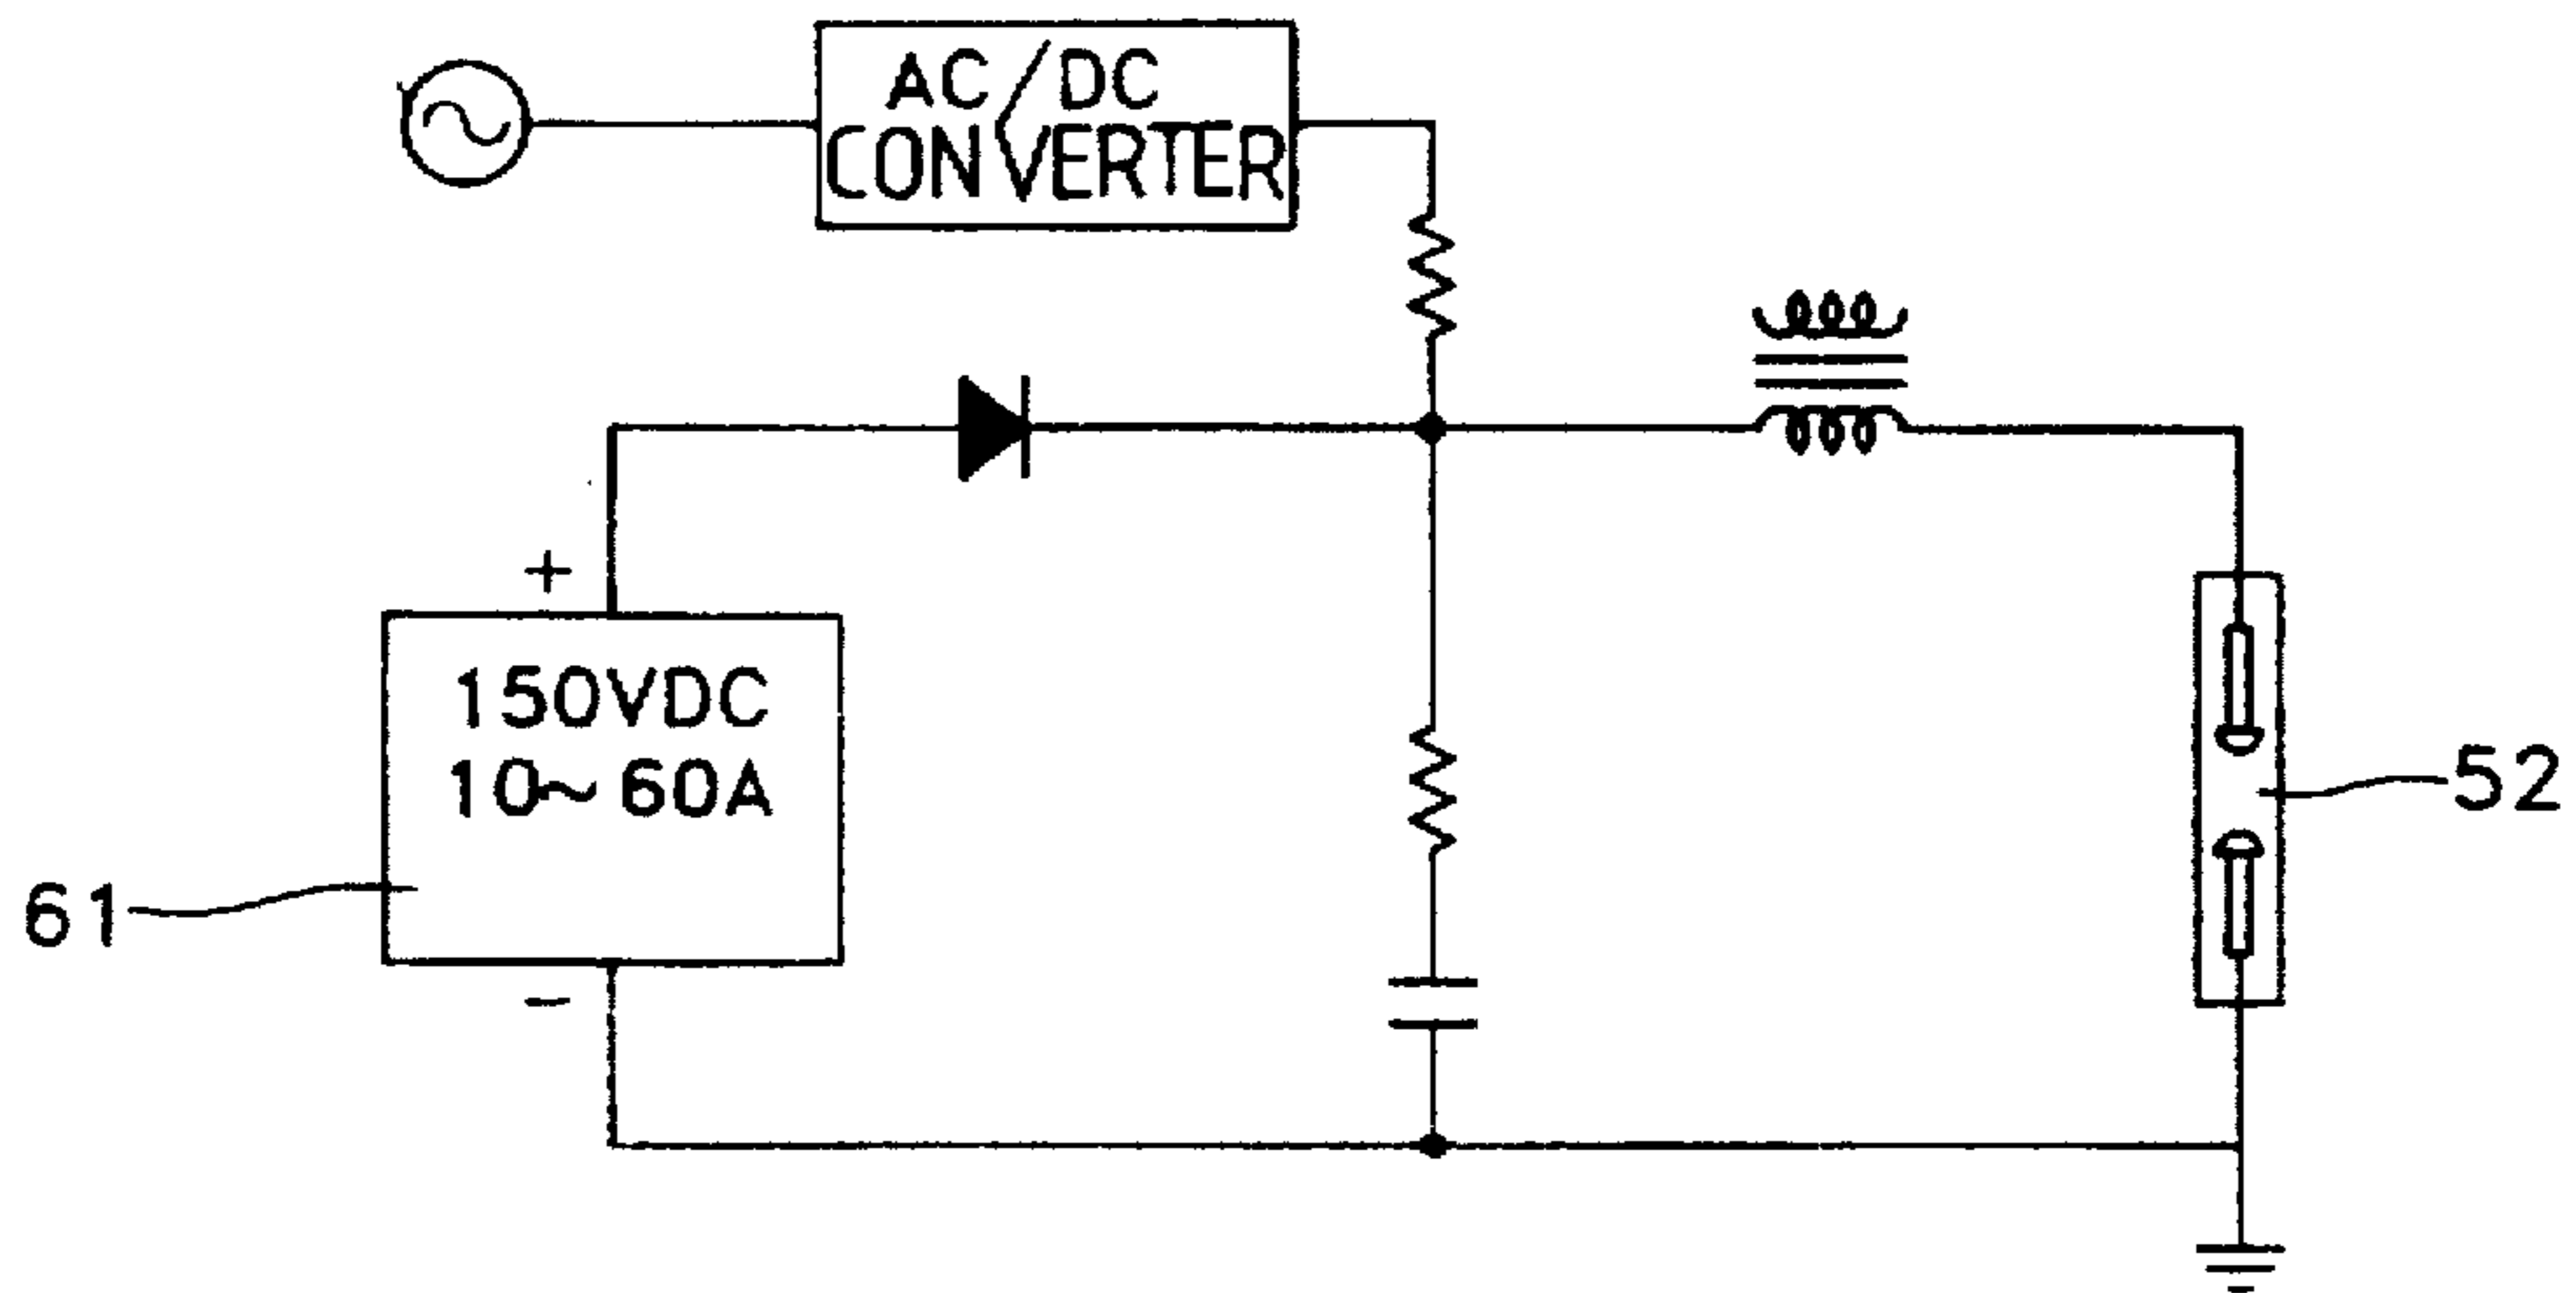 AC/DC
CONVERTER
+
150VDC
10~60A
61
−
52